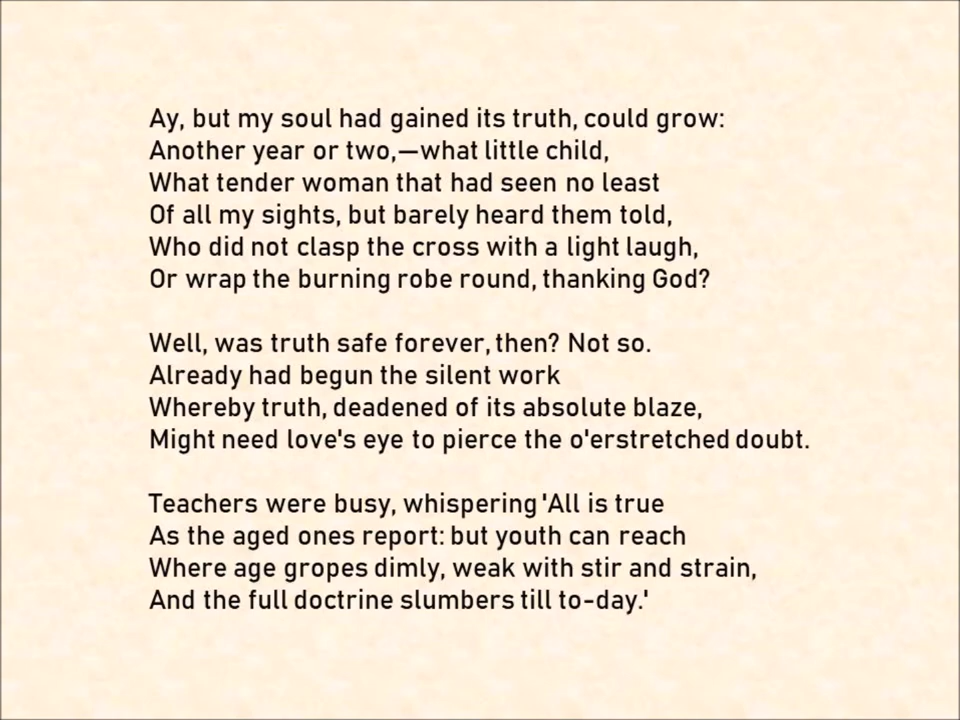 Ay, but my soul had gained its truth, could grow:
Another year or two,—what little child,
What tender woman that had seen no least
Of all my sights, but barely heard them told,
Who did not clasp the cross with a light laugh,
Or wrap the burning robe round, thanking God?
Well, was truth safe forever, then? Not so.
Already had begun the silent work
Whereby truth, deadened of its absolute blaze,
Might need love's eye to pierce the o'erstretched doubt.
Teachers were busy, whispering 'All is true
As the aged ones report: but youth can reach
Where age gropes dimly, weak with stir and strain,
And the full doctrine slumbers till to-day.'